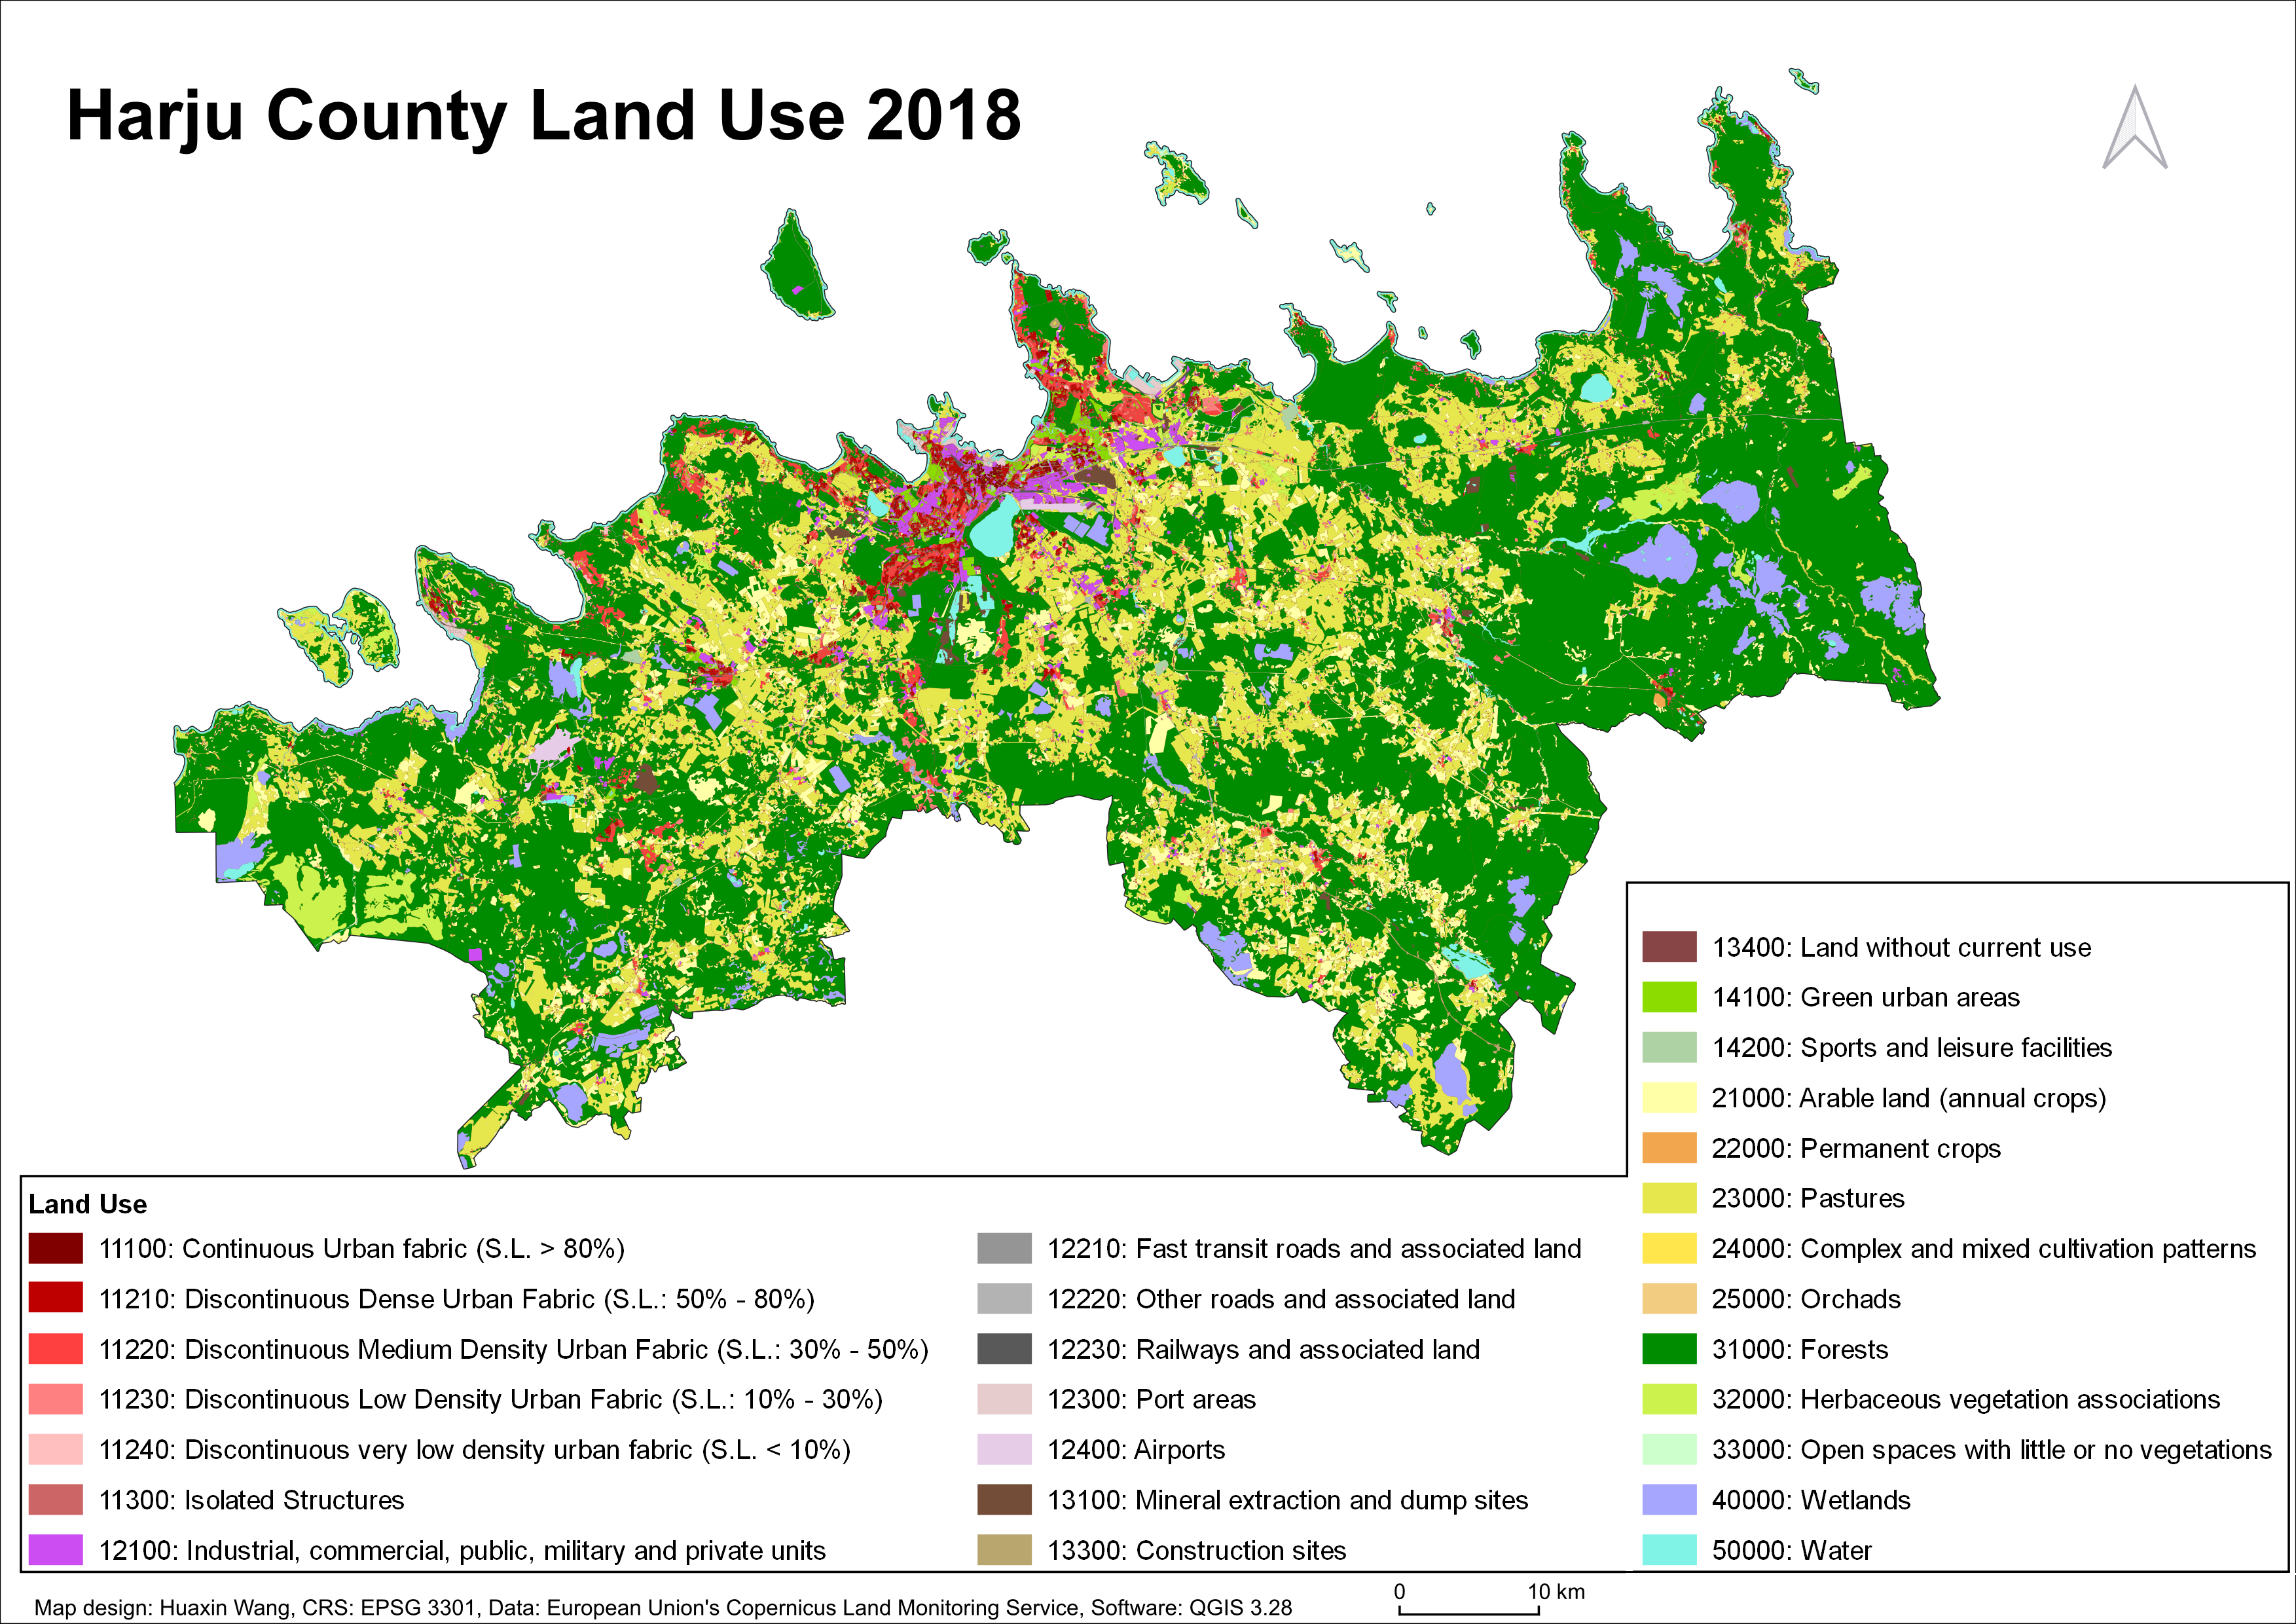 Harju County Land Use 2018
Land Use
11100: Continuous Urban fabric (S.L. > 80%)
11210: Discontinuous Dense Urban Fabric (S.L.: 50% - 80%)
11220: Discontinuous Medium Density Urban Fabric (S.L.: 30% - 50%)
11230: Discontinuous Low Density Urban Fabric (S.L.: 10% - 30%)
11240: Discontinuous very low density urban fabric (S.L. < 10%)
11300: Isolated Structures
12100: Industrial, commercial, public, military and private units
12210: Fast transit roads and associated land
12220: Other roads and associated land
12230: Railways and associated land
12300: Port areas
12400: Airports
13100: Mineral extraction and dump sites
13300: Construction sites
13400: Land without current use
14100: Green urban areas
14200: Sports and leisure facilities
21000: Arable land (annual crops)
22000: Permanent crops
23000: Pastures
24000: Complex and mixed cultivation patterns
25000: Orchads
31000: Forests
32000: Herbaceous vegetation associations
33000: Open spaces with little or no vegetations
40000: Wetlands
50000: Water
0 10 km
Map design: Huaxin Wang, CRS: EPSG 3301, Data: European Union's Copernicus Land Monitoring Service, Software: QGIS 3.28